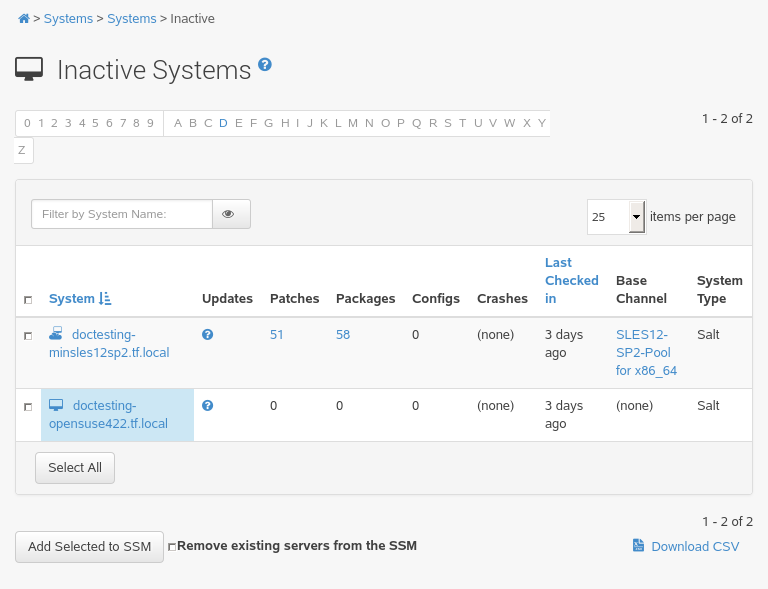 > Systems > Systems > Inactive
Inactive Systems ?
0 1 2 3 4 5 6 7 8 9 A B C D E F G H I J K L M N O P Q R S T U V W X Y
1 - 2 of 2
Z
Filter by System Name:
25 items per page
System Updates Patches Packages Configs Crashes Last Checked in Base Channel System Type
doctesting-
minsles12sp2.tf.local
? 51 58 0 (none) 3 days
ago
SLES12-
SP2-Pool
for x86_64
Salt
doctesting-
opensuse422.tf.local
? 0 0 0 (none) 3 days
ago
(none) Salt
Select All
1 - 2 of 2
Add Selected to SSM Remove existing servers from the SSM Download CSV